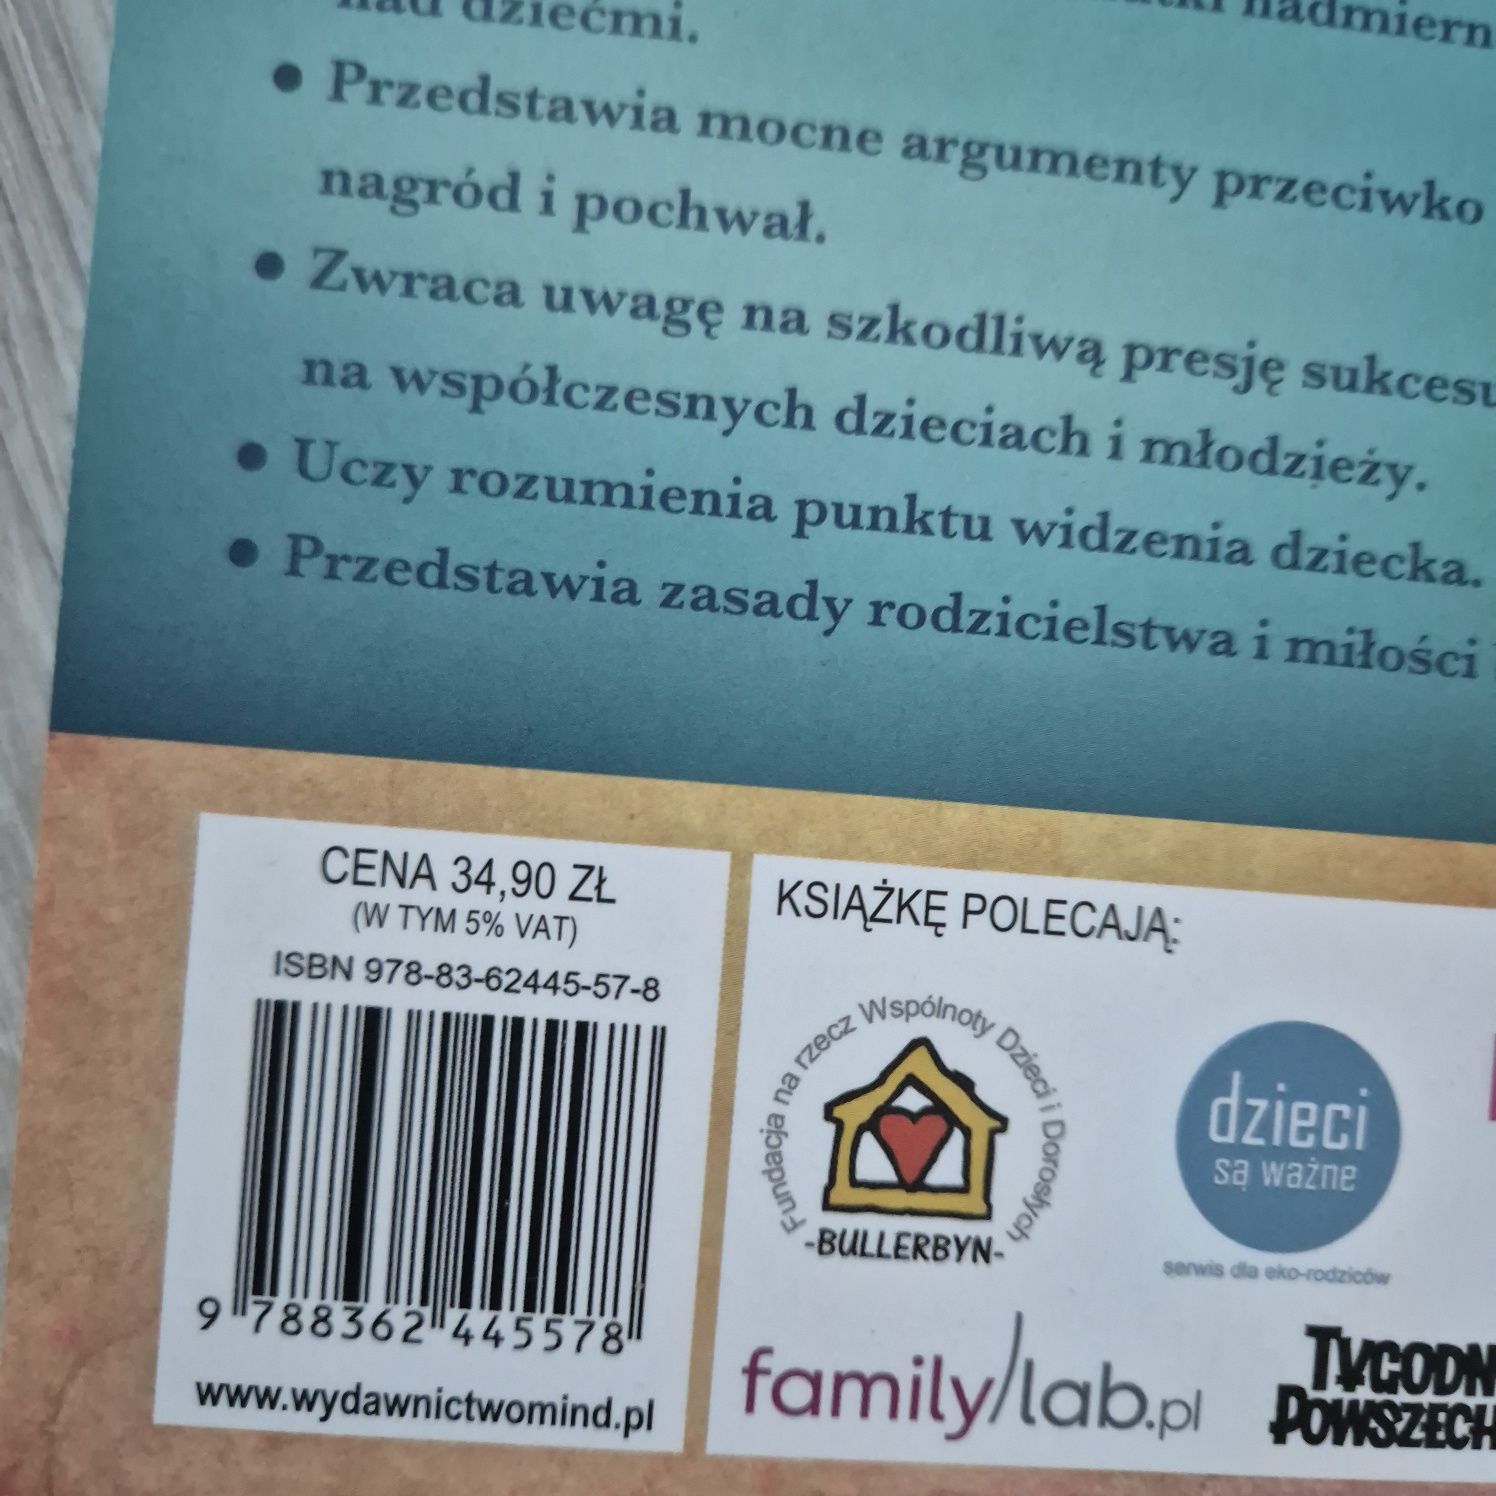 nad dziećmi.
nadmiern
• Przedstawia mocne argumenty przeciwko
nagród i pochwał.
• Zwraca uwagę na szkodliwą presję sukcesu
na współczesnych dzieciach i młodzieży.
• Uczy rozumienia punktu widzenia dziecka.
• Przedstawia zasady rodzicielstwa i miłości
CENA 34,90 ZŁ
(W TYM 5% VAT)
ISBN 978-83-62445-57-8
9 788362 445578
www.wydawnictwomind.pl
KSIĄŻKĘ POLECAJĄ:
Fundacja na rzecz Wspólnoty Dzieci i Dorosłych
-BULLERBYN-
dzieci
są ważne
serwis dla eko-rodziców
family/lab.pl
TYGODN
POWSZECH